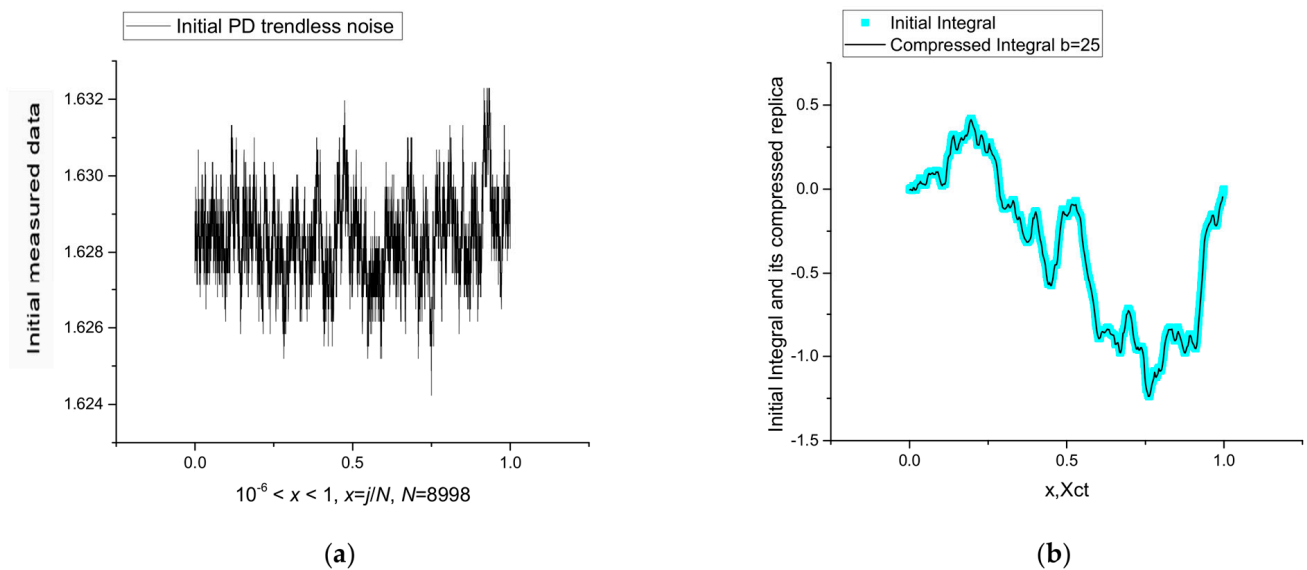 Initial PD trendless noise
Initial measured data
1.632
1.630
1.628
1.626
1.624
0.0 0.5 1.0
10⁻⁶ < x < 1, x=j/N, N=8998
(a)
Initial Integral
Compressed Integral b=25
Initial Integral and its compressed replica
0.5
0.0
-0.5
-1.0
-1.5
0.0 0.5 1.0
x,Xct
(b)